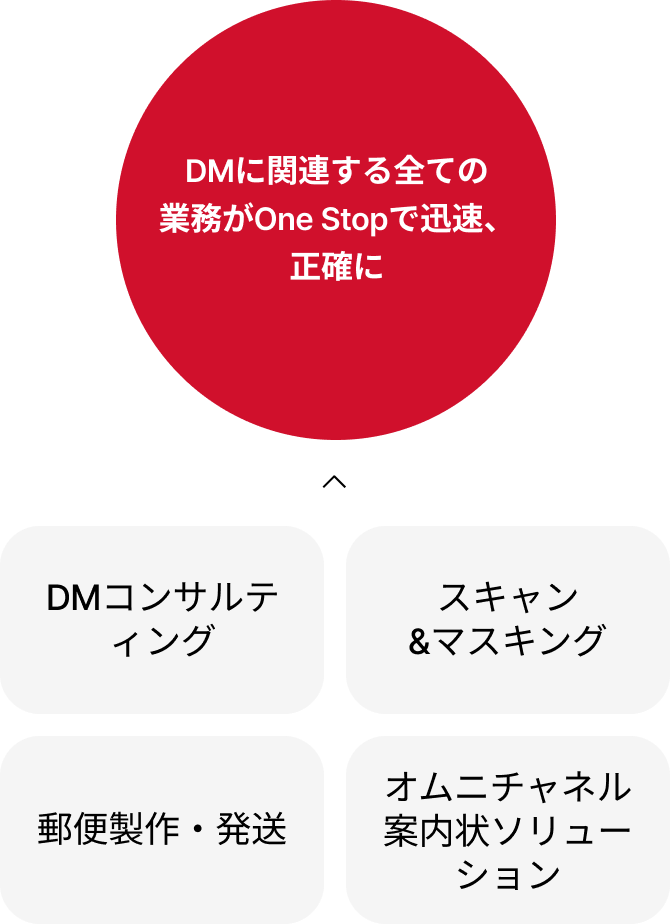 DMに関連する全ての
業務がOne Stopで迅速、
正確に
DMコンサルテ
ィング
スキャン
&マスキング
郵便製作・発送
オムニチャネル
案内状ソリュー
ション